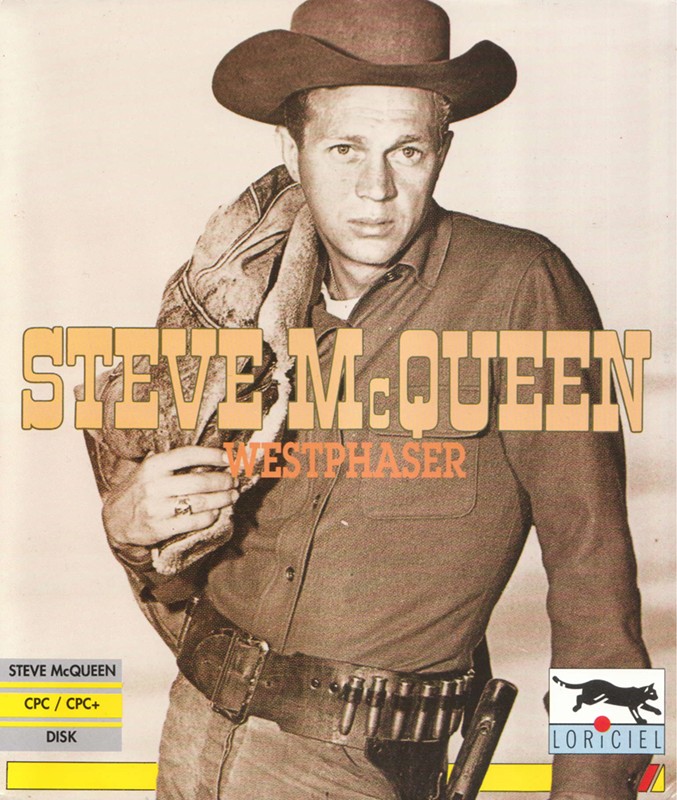 STEVE McQUEEN
WESTPHASER
STEVE McQUEEN
CPC / CPC+
DISK
LORICIEL